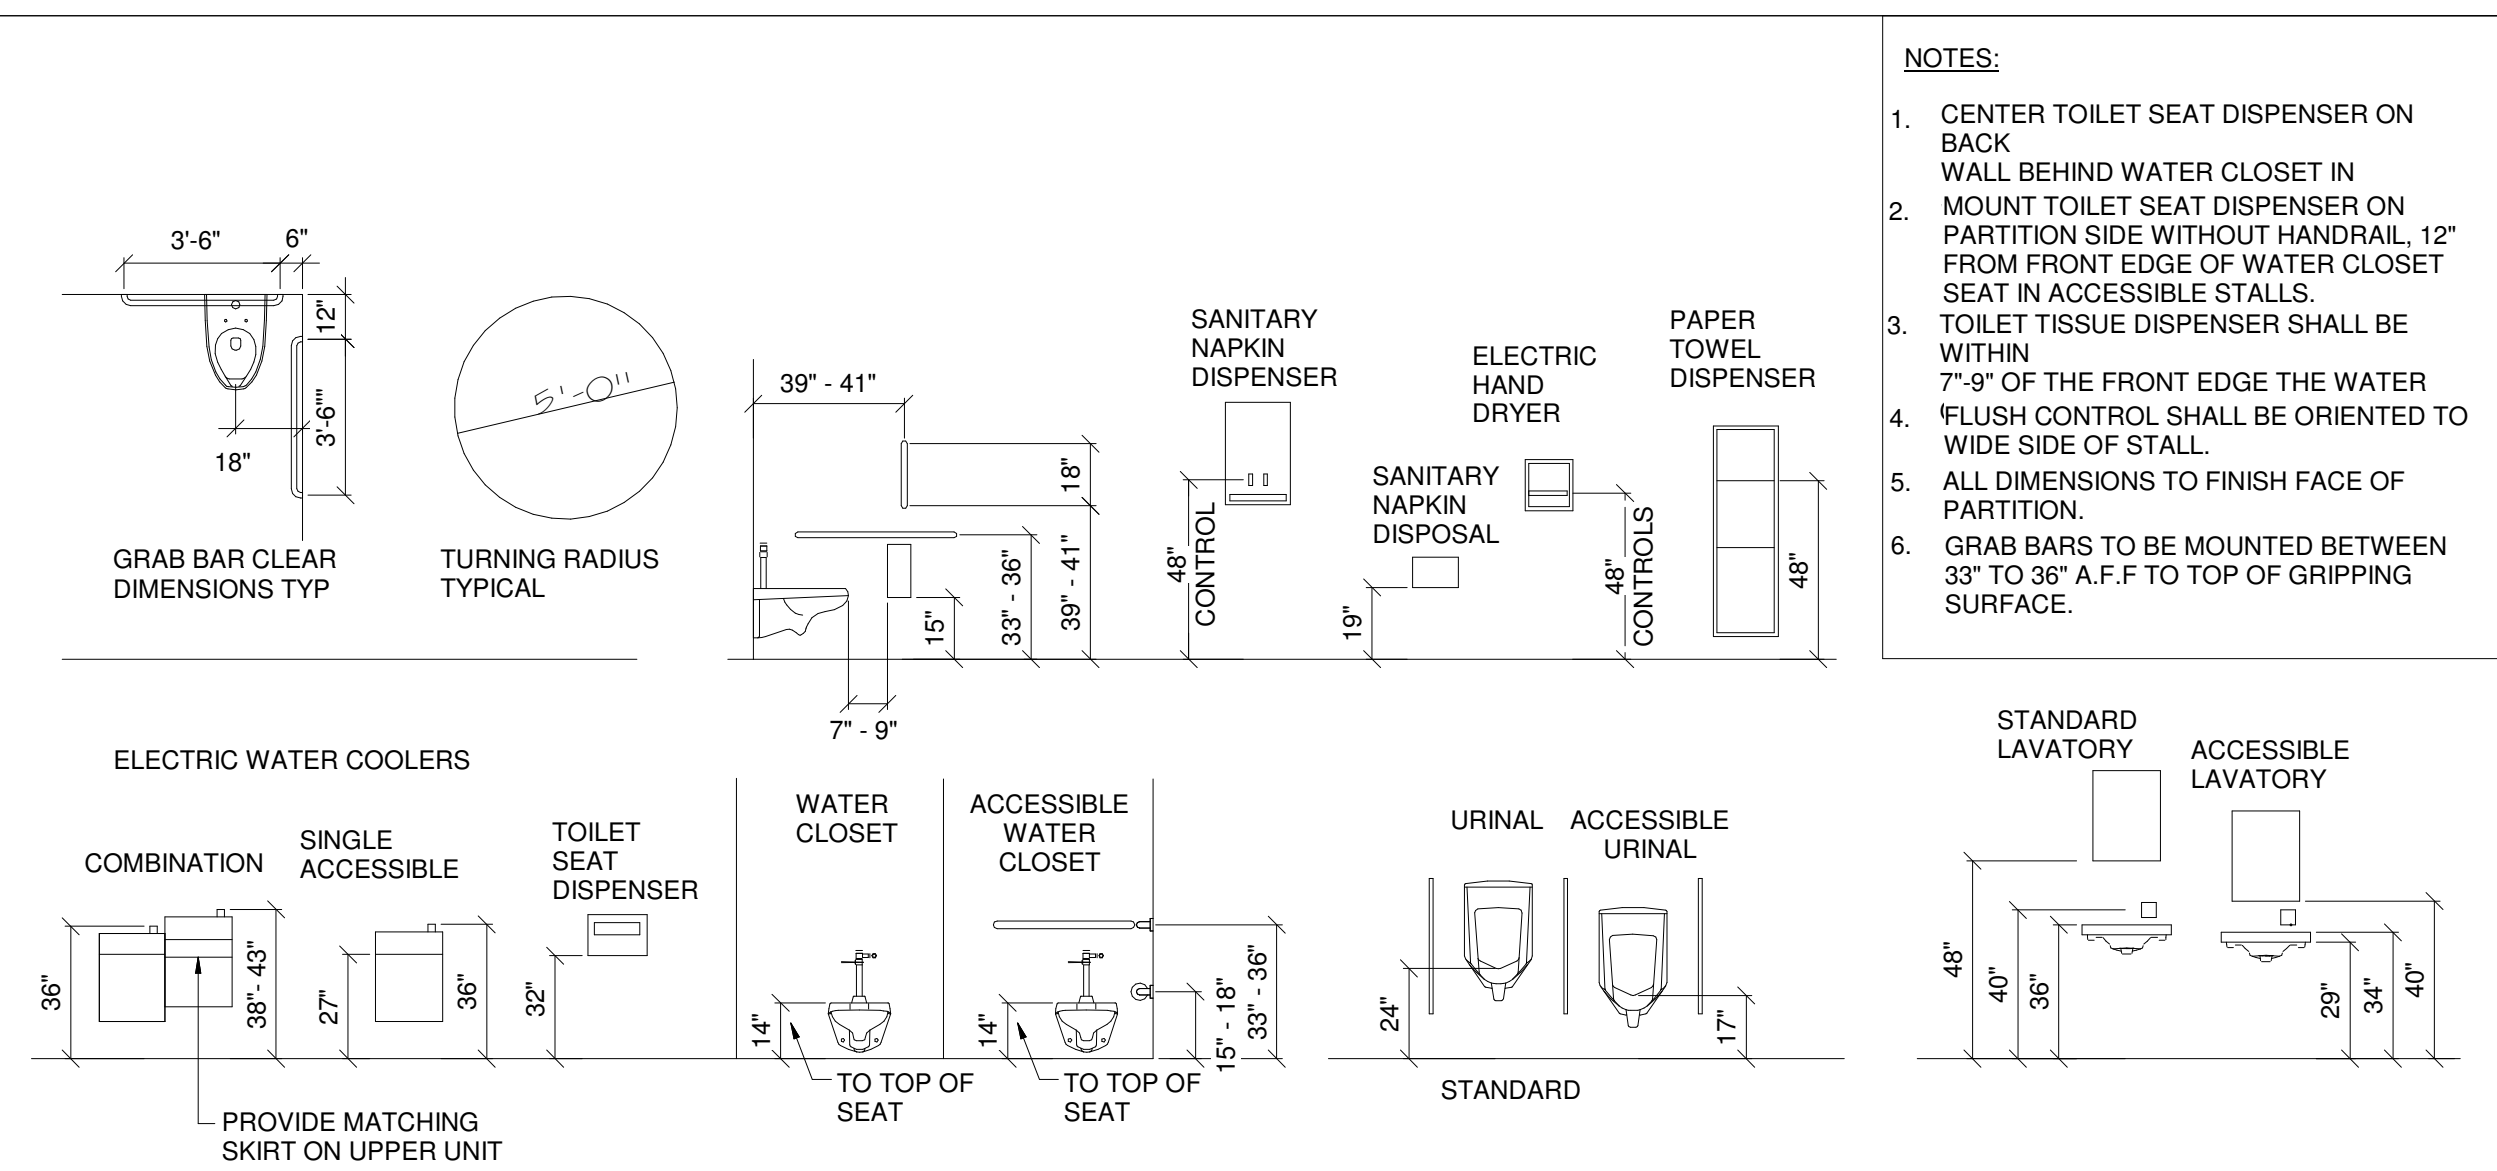 NOTES:
1. CENTER TOILET SEAT DISPENSER ON
BACK
WALL BEHIND WATER CLOSET IN
2. MOUNT TOILET SEAT DISPENSER ON
PARTITION SIDE WITHOUT HANDRAIL, 12"
FROM FRONT EDGE OF WATER CLOSET
SEAT IN ACCESSIBLE STALLS.
3. TOILET TISSUE DISPENSER SHALL BE
WITHIN
7"-9" OF THE FRONT EDGE THE WATER
4. FLUSH CONTROL SHALL BE ORIENTED TO
WIDE SIDE OF STALL.
5. ALL DIMENSIONS TO FINISH FACE OF
PARTITION.
6. GRAB BARS TO BE MOUNTED BETWEEN
33" TO 36" A.F.F TO TOP OF GRIPPING
SURFACE.
3'-6"
6"
12"
3'-6""
18"
GRAB BAR CLEAR
DIMENSIONS TYP
5'-0"
TURNING RADIUS
TYPICAL
39" - 41"
18"
39" - 41"
33" - 36"
15"
7" - 9"
SANITARY
NAPKIN
DISPENSER
48"
CONTROL
SANITARY
NAPKIN
DISPOSAL
19"
ELECTRIC
HAND
DRYER
48"
CONTROLS
PAPER
TOWEL
DISPENSER
48"
ELECTRIC WATER COOLERS
COMBINATION
36"
38"- 43"
PROVIDE MATCHING
SKIRT ON UPPER UNIT
SINGLE
ACCESSIBLE
27"
36"
TOILET
SEAT
DISPENSER
32"
WATER
CLOSET
14"
TO TOP OF
SEAT
ACCESSIBLE
WATER
CLOSET
14"
TO TOP OF
SEAT
15" - 18"
33" - 36"
URINAL
24"
ACCESSIBLE
URINAL
17"
STANDARD
STANDARD
LAVATORY
48"
40"
36"
ACCESSIBLE
LAVATORY
29"
34"
40"